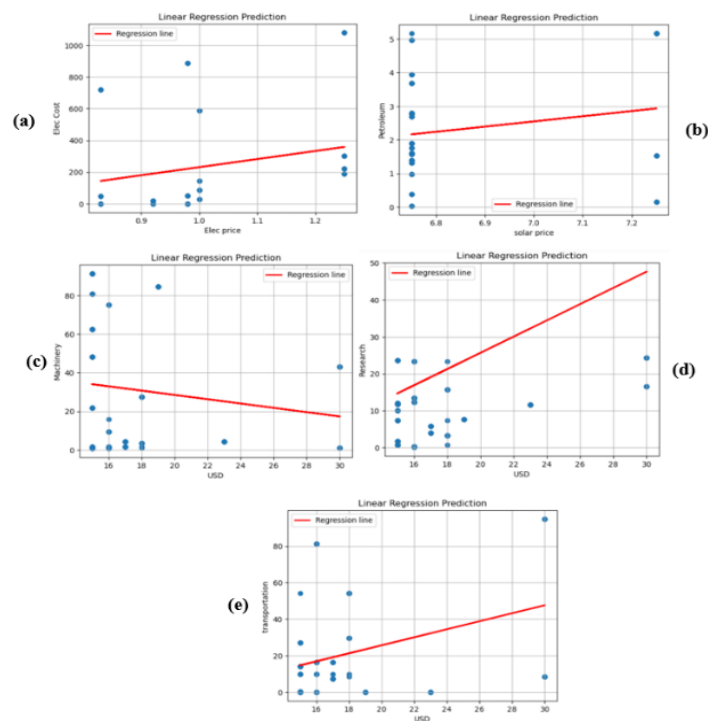 Linear Regression Prediction
Regression line
1000
800
600
400
200
0
Elec Cost
0.9 1.0 1.1 1.2
Elec price
(a)
Linear Regression Prediction
5
4
3
2
1
0
Petroleum
Regression line
6.8 6.9 7.0 7.1 7.2
solar price
(b)
Linear Regression Prediction
Regression line
80
60
40
20
0
Machinery
16 18 20 22 24 26 28 30
USD
(c)
Linear Regression Prediction
Regression line
50
40
30
20
10
0
Research
16 18 20 22 24 26 28 30
USD
(d)
Linear Regression Prediction
Regression line
80
60
40
20
0
transportation
16 18 20 22 24 26 28 30
USD
(e)